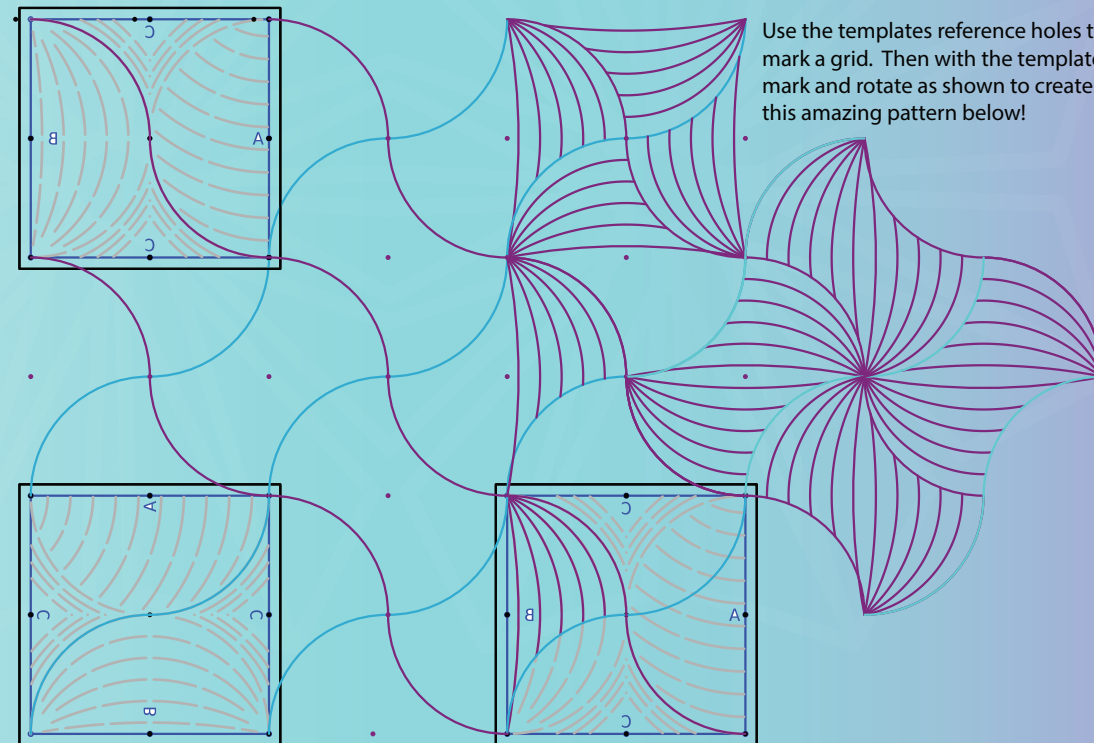 Use the templates reference holes t
mark a grid. Then with the template
mark and rotate as shown to create
this amazing pattern below!
C
B
A
C
A
C
C
B
C
B
A
C